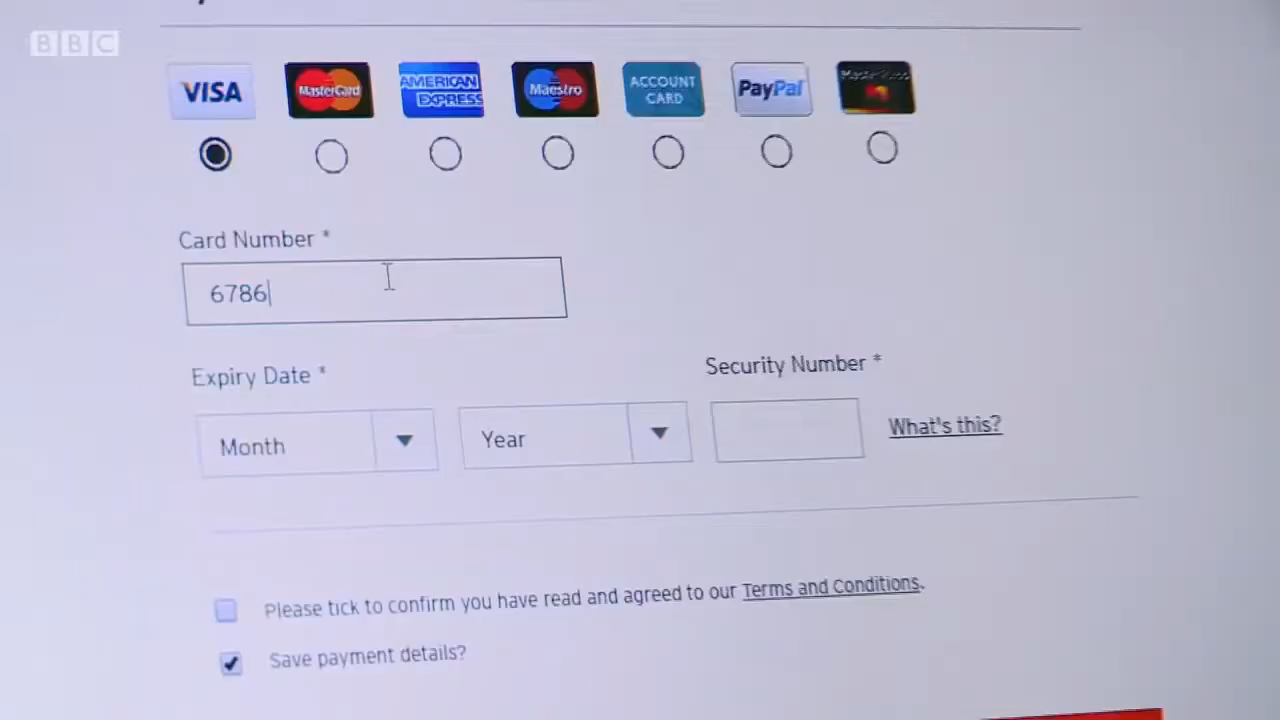 BBC
VISA MasterCard AMERICAN EXPRESS Maestro ACCOUNT CARD PayPal
Card Number *
6786
Expiry Date *
Security Number *
Month Year What's this?
Please tick to confirm you have read and agreed to our Terms and Conditions.
Save payment details?